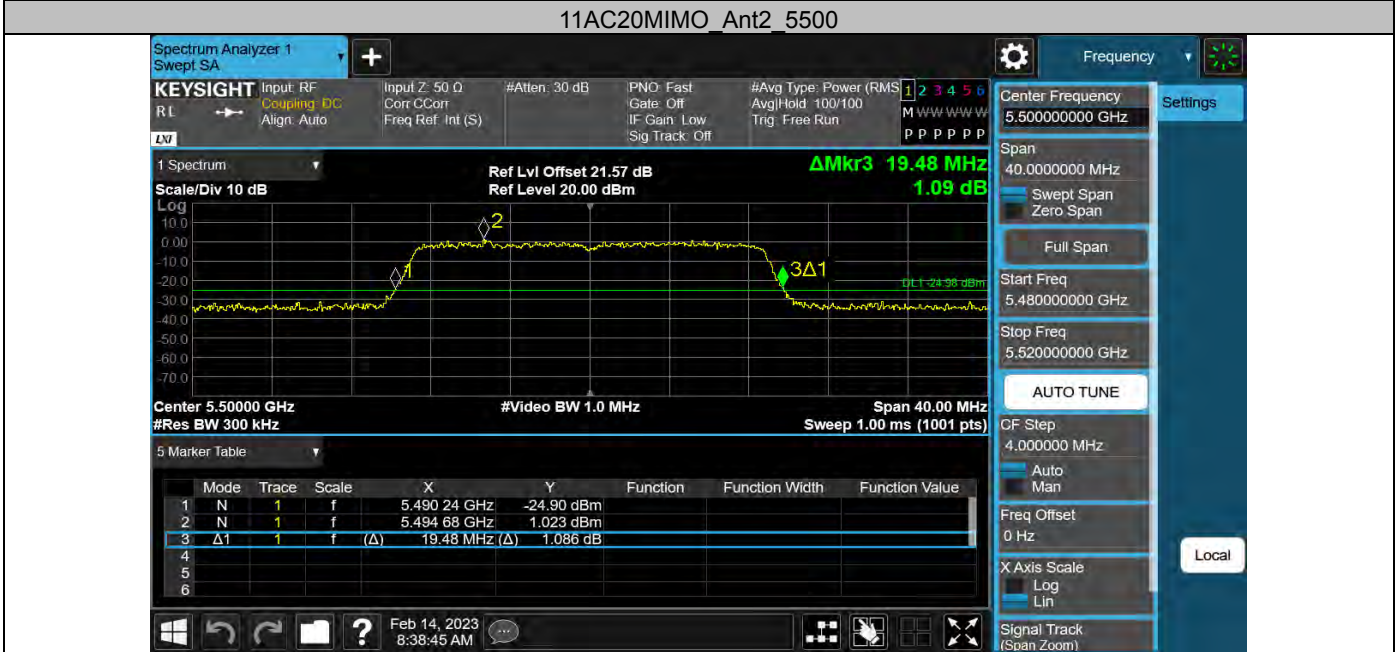 11AC20MIMO_Ant2_5500
Spectrum Analyzer 1
Swept SA
+
Frequency
KEYSIGHT
RL
LXI
Input: RF
Coupling: DC
Align: Auto
Input Z: 50 Ω
Corr CCorr
Freq Ref: Int (S)
#Atten: 30 dB
PNO: Fast
Gate: Off
IF Gain: Low
Sig Track: Off
#Avg Type: Power (RMS
Avg|Hold: 100/100
Trig: Free Run
1 2 3 4 5 6
M W W W W W
P P P P P P
Center Frequency
5.500000000 GHz
Settings
Span
40.0000000 MHz
Swept Span
Zero Span
Full Span
Start Freq
5.480000000 GHz
Stop Freq
5.520000000 GHz
AUTO TUNE
CF Step
4.000000 MHz
Auto
Man
Freq Offset
0 Hz
X Axis Scale
Log
Lin
Signal Track
(Span Zoom)
Local
1 Spectrum
Scale/Div 10 dB
Ref Lvl Offset 21.57 dB
Ref Level 20.00 dBm
ΔMkr3 19.48 MHz
1.09 dB
Log
10.0
0.00
-10.0
-20.0
-30.0
-40.0
-50.0
-60.0
-70.0
1
2
3Δ1
DL1 -24.98 dBm
Center 5.50000 GHz
#Video BW 1.0 MHz
Span 40.00 MHz
#Res BW 300 kHz
Sweep 1.00 ms (1001 pts)
5 Marker Table
Mode Trace Scale X Y Function Function Width Function Value
1 N 1 f 5.490 24 GHz -24.90 dBm
2 N 1 f 5.494 68 GHz 1.023 dBm
3 Δ1 1 f (Δ) 19.48 MHz (Δ) 1.086 dB
4
5
6
?
Feb 14, 2023
8:38:45 AM